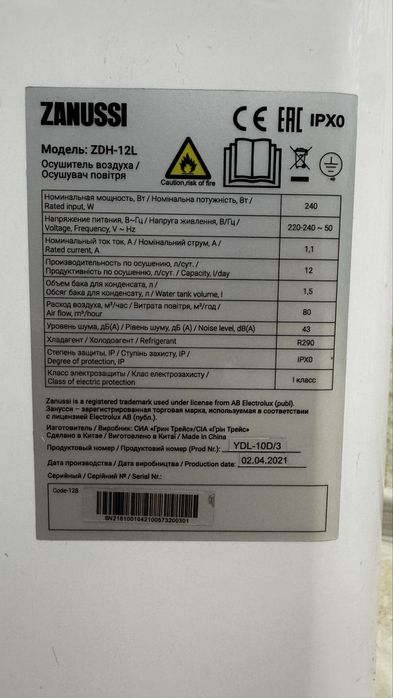 ZANUSSI
CE EAC IPX0
Модель: ZDH-12L
Осушитель воздуха /
Осушувач повітря
Caution,risk of fire
Номинальная мощность, Вт / Номінальна потужність, Вт /
Rated input, W
240
Напряжение питания, В~Гц / Напруга живлення, В/Гц /
Voltage, Frequency, V ~ Hz
220-240 ~ 50
Номинальный ток ток, А / Номінальний струм, А /
Rated current, A
1,1
Производительность по осушению, л/сут. /
Продуктивність по осушенню, л/сут. / Capacity, l/day
12
Объем бака для конденсата, л /
Обсяг бака для конденсату, л / Water tank volume, l
1,5
Расход воздуха, м³/час / Витрата повітря, м³/год /
Air flow, m³/hour
80
Уровень шума, дБ(А) / Рівень шуму, дБ (А) / Noise level, dB(A)
43
Хладагент / Холодоагент / Refrigerant
R290
Степень защиты, IP / Ступінь захисту, IP /
Degree of protection, IP
IPX0
Класс электрозащиты / Клас електрозахисту /
Class of electric protection
I класс
Zanussi is a registered trademark used under license from AB Electrolux (publ).
Занусси – зарегистрированная торговая марка, используемая в соответствии
с лицензией Electrolux AB (публ.).
Изготовитель / Виробник: СИА «Грин Трейс»/СІА «Грін Трейс»
Сделано в Китае / Виготовлено в Китаї / Made in China
Продуктовый номер / Продуктовий номер (Prod Nr.): YDL-10D/3
Дата производства / Дата виробництва / Production date: 02.04.2021
Серийный / Серійний № / Serial Nr.:
Code-128
SN2181001042100573200301